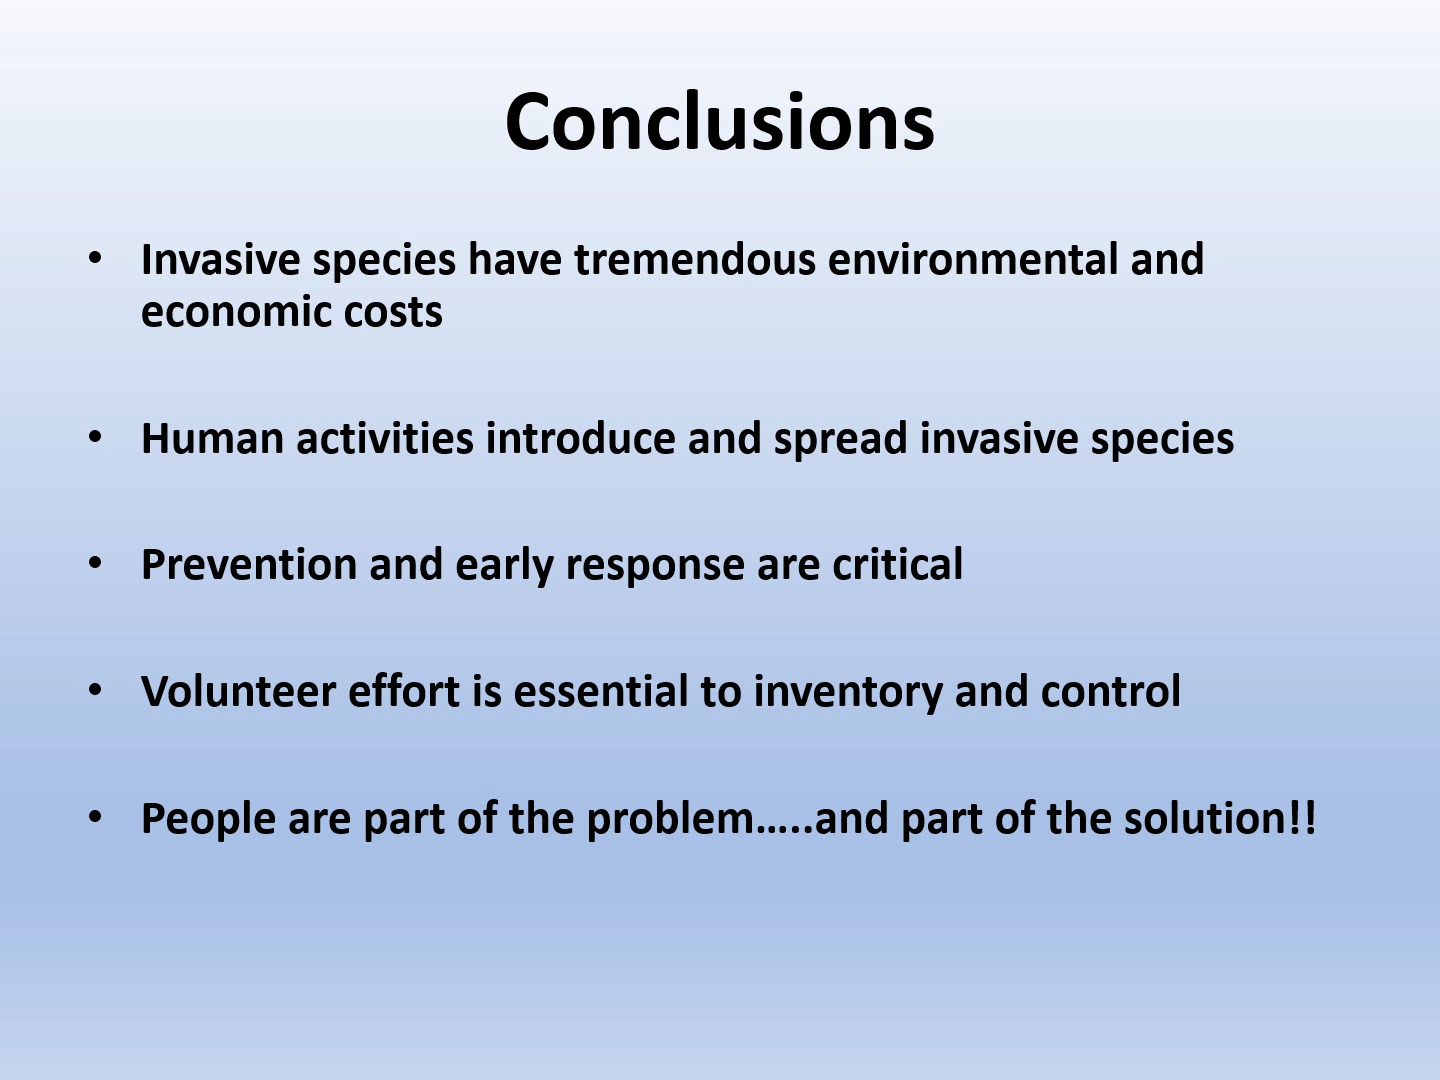 Conclusions
• Invasive species have tremendous environmental and
economic costs
• Human activities introduce and spread invasive species
• Prevention and early response are critical
• Volunteer effort is essential to inventory and control
• People are part of the problem…..and part of the solution!!